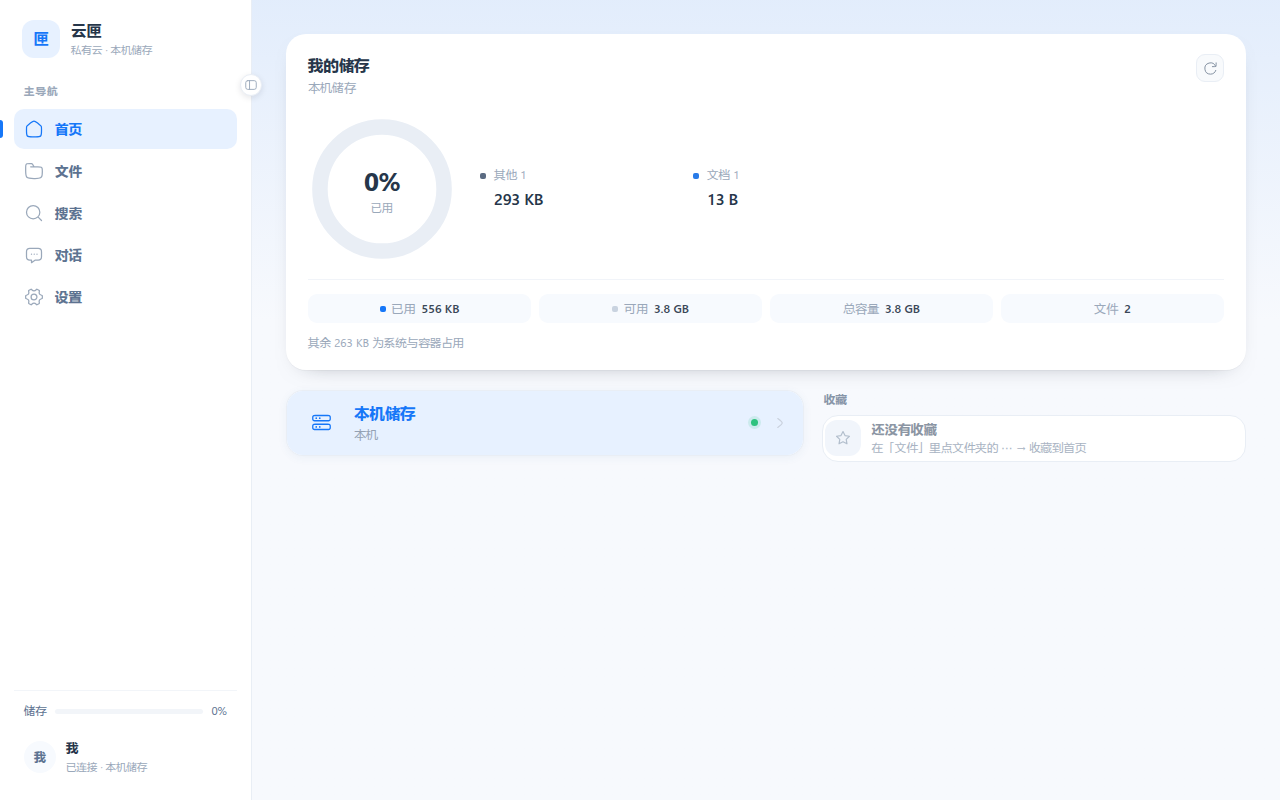 匣
云匣
私有云 · 本机储存
主导航
首页
文件
搜索
对话
设置
储存 0%
我
我
已连接 · 本机储存
我的储存
本机储存
0%
已用
其他 1
293 KB
文档 1
13 B
已用 556 KB
可用 3.8 GB
总容量 3.8 GB
文件 2
其余 263 KB 为系统与容器占用
本机储存
本机
收藏
还没有收藏
在「文件」里点文件夹的 ··· → 收藏到首页